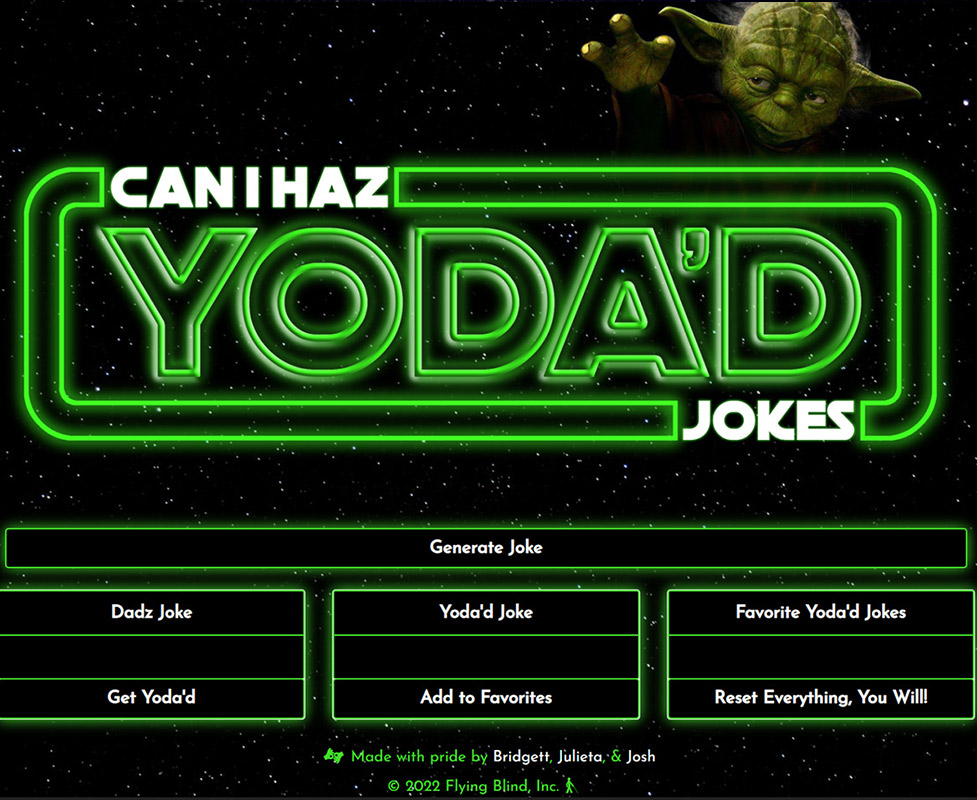 CAN I HAZ
YODA'D
JOKES
Generate Joke
Dadz Joke
Yoda'd Joke
Favorite Yoda'd Jokes
Get Yoda'd
Add to Favorites
Reset Everything, You Will!
Made with pride by Bridgett, Julieta, & Josh
© 2022 Flying Blind, Inc.